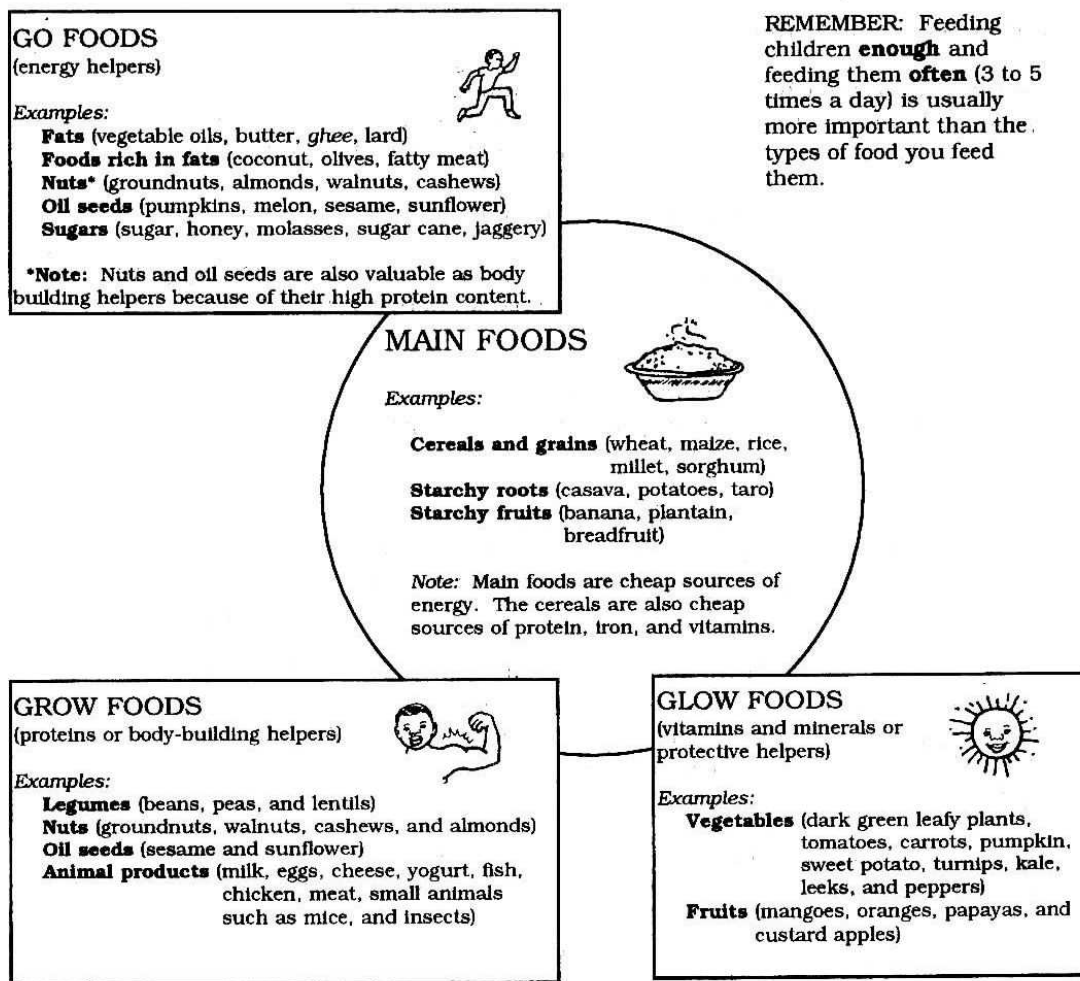 GO FOODS
(energy helpers)
Examples:
Fats (vegetable oils, butter, ghee, lard)
Foods rich in fats (coconut, olives, fatty meat)
Nuts* (groundnuts, almonds, walnuts, cashews)
Oil seeds (pumpkins, melon, sesame, sunflower)
Sugars (sugar, honey, molasses, sugar cane, jaggery)
*Note: Nuts and oil seeds are also valuable as body
building helpers because of their high protein content.
REMEMBER: Feeding
children enough and
feeding them often (3 to 5
times a day) is usually
more important than the
types of food you feed
them.
MAIN FOODS
Examples:
Cereals and grains (wheat, maize, rice,
millet, sorghum)
Starchy roots (casava, potatoes, taro)
Starchy fruits (banana, plantain,
breadfruit)
Note: Main foods are cheap sources of
energy. The cereals are also cheap
sources of protein, iron, and vitamins.
GROW FOODS
(proteins or body-building helpers)
Examples:
Legumes (beans, peas, and lentils)
Nuts (groundnuts, walnuts, cashews, and almonds)
Oil seeds (sesame and sunflower)
Animal products (milk, eggs, cheese, yogurt, fish,
chicken, meat, small animals
such as mice, and insects)
GLOW FOODS
(vitamins and minerals or
protective helpers)
Examples:
Vegetables (dark green leafy plants,
tomatoes, carrots, pumpkin,
sweet potato, turnips, kale,
leeks, and peppers)
Fruits (mangoes, oranges, papayas, and
custard apples)